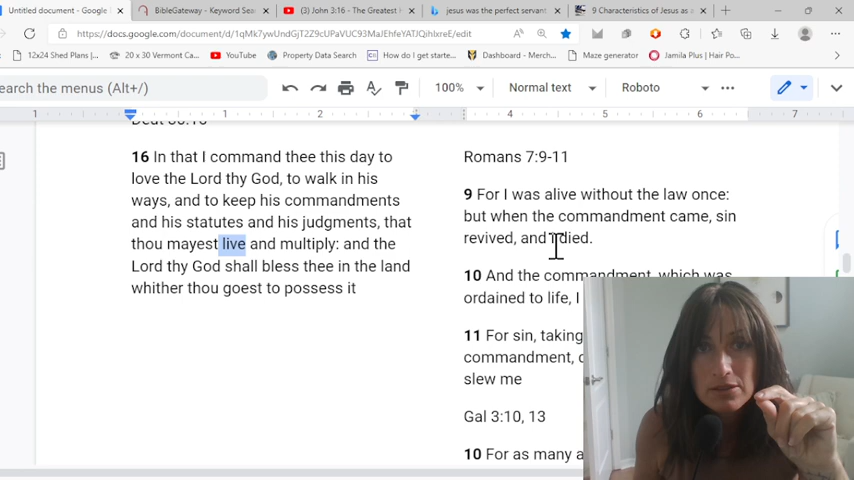 Untitled document - Google
BibleGateway - Keyword Sea
(3) John 3:16 - The Greatest
jesus was the perfect servant
9 Characteristics of Jesus as
https://docs.google.com/document/d/1qMk7ywUndGjT2Z9cUPaVUC93MaJEhfeYATJQihIxreE/edit
12x24 Shed Plans |...
20 x 30 Vermont Ca...
YouTube
Property Data Search
How do I get starte...
Dashboard - Merch...
Maze generator
Jamila Plus | Hair Po...
earch the menus (Alt+/)
100%
Normal text
Roboto
1 1 2 4 5 6 7
16 In that I command thee this day to
love the Lord thy God, to walk in his
ways, and to keep his commandments
and his statutes and his judgments, that
thou mayest live and multiply: and the
Lord thy God shall bless thee in the land
whither thou goest to possess it
Romans 7:9-11
9 For I was alive without the law once:
but when the commandment came, sin
revived, and I died.
10 And the commandment, which was
ordained to life, I
11 For sin, taking
commandment,
slew me
Gal 3:10, 13
10 For as many a